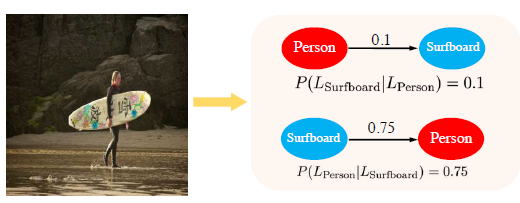 Person 0.1 Surfboard
P(L_Surfboard|L_Person) = 0.1
Surfboard 0.75 Person
P(L_Person|L_Surfboard) = 0.75